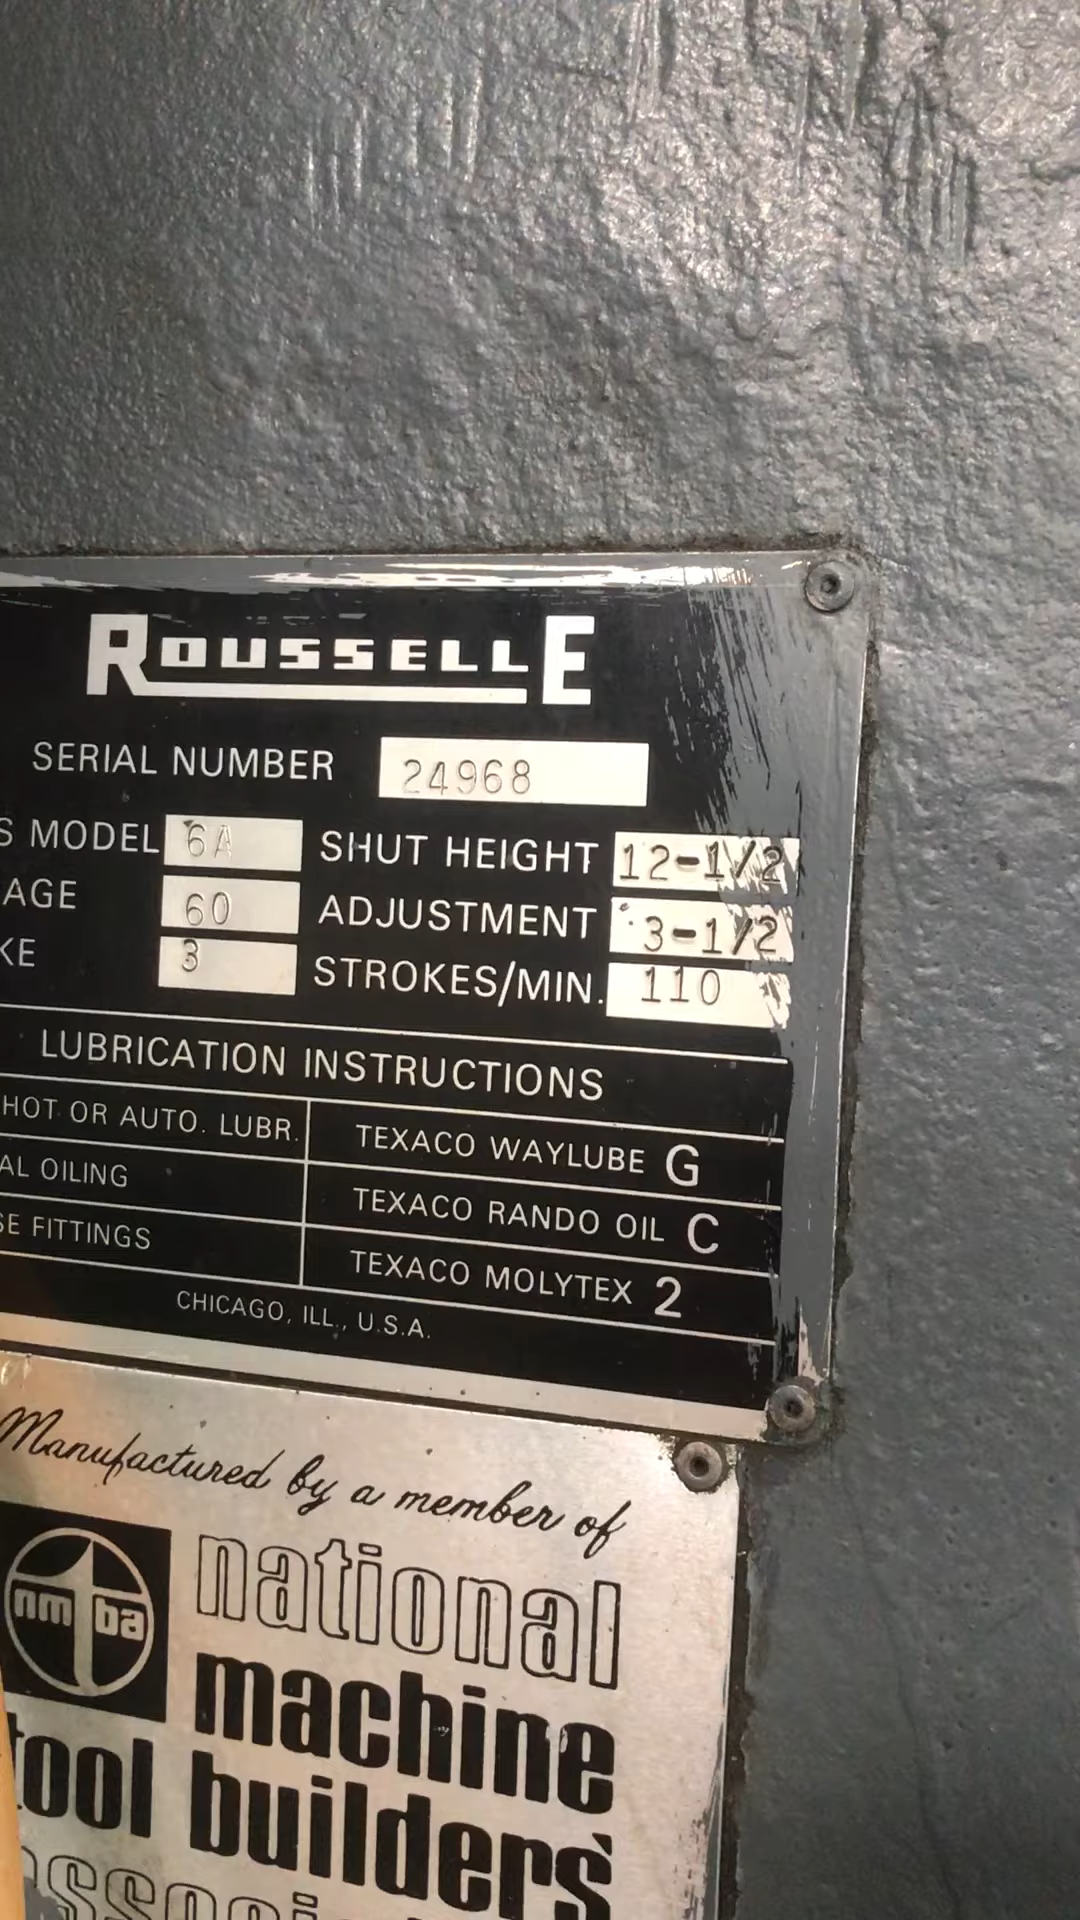 ROUSSELLE
SERIAL NUMBER 24968
S MODEL 6A SHUT HEIGHT 12-1/2
AGE 60 ADJUSTMENT 3-1/2
KE 3 STROKES/MIN. 110
LUBRICATION INSTRUCTIONS
HOT OR AUTO. LUBR. TEXACO WAYLUBE G
AL OILING TEXACO RANDO OIL C
SE FITTINGS TEXACO MOLYTEX 2
CHICAGO, ILL., U.S.A.
Manufactured by a member of
nmtba national
machine
tool builders'
associ